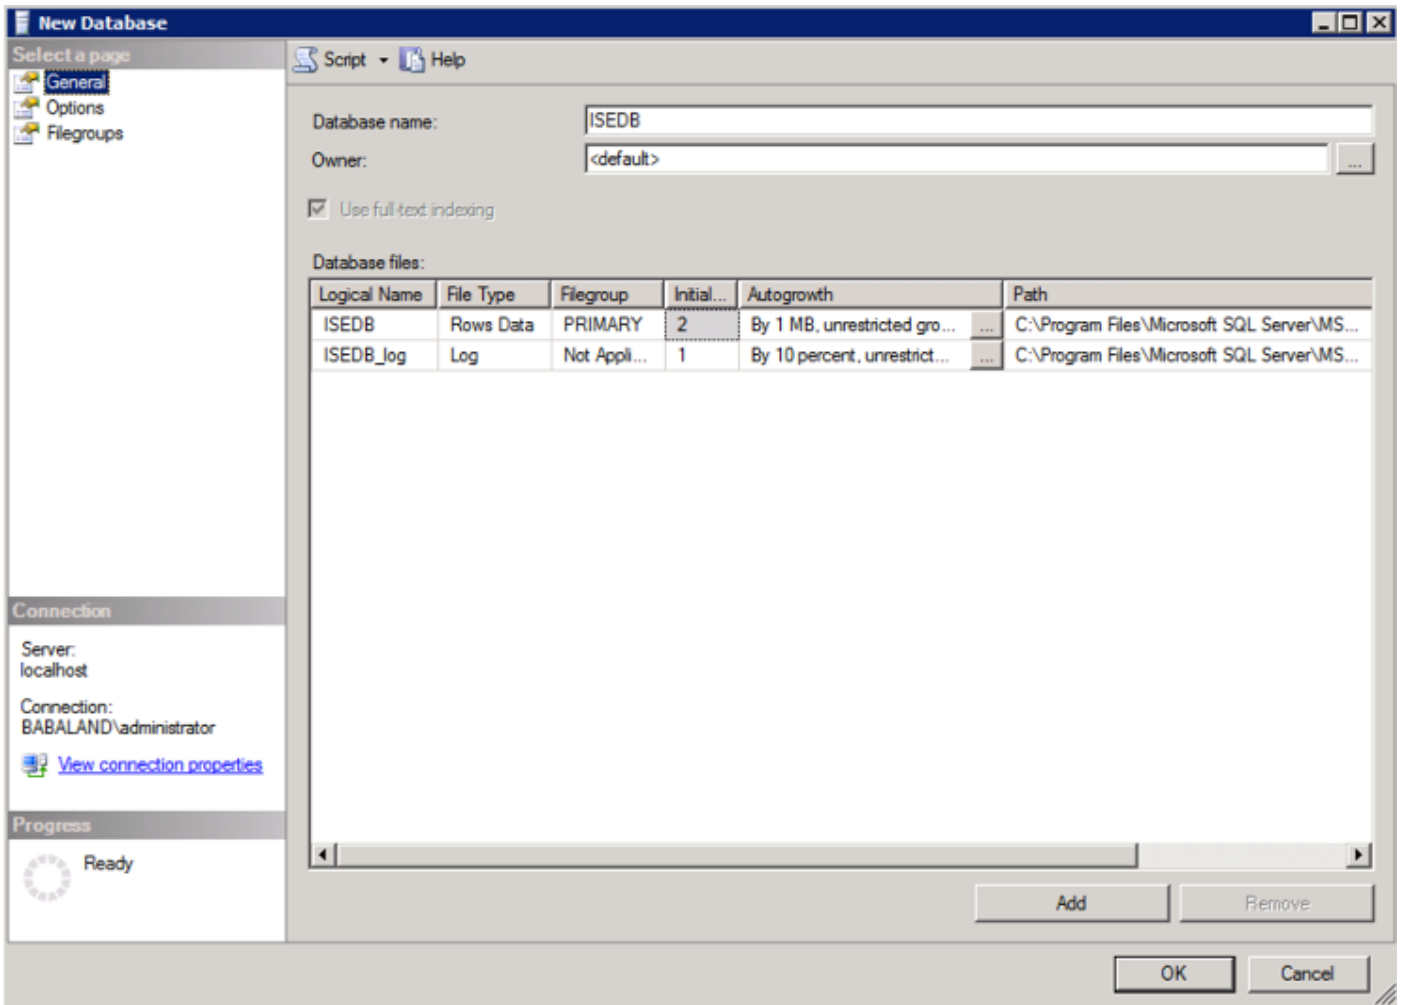 New Database
Select a page
General
Options
Filegroups
Script Help
Database name: ISEDB
Owner: <default> ...
Use full-text indexing
Database files:
Logical Name File Type Filegroup Initial... Autogrowth Path
ISEDB Rows Data PRIMARY 2 By 1 MB, unrestricted gro... ... C:\Program Files\Microsoft SQL Server\MS...
ISEDB_log Log Not Appli... 1 By 10 percent, unrestrict... ... C:\Program Files\Microsoft SQL Server\MS...
Connection
Server:
localhost
Connection:
BABALAND\administrator
View connection properties
Progress
Ready
Add Remove
OK Cancel